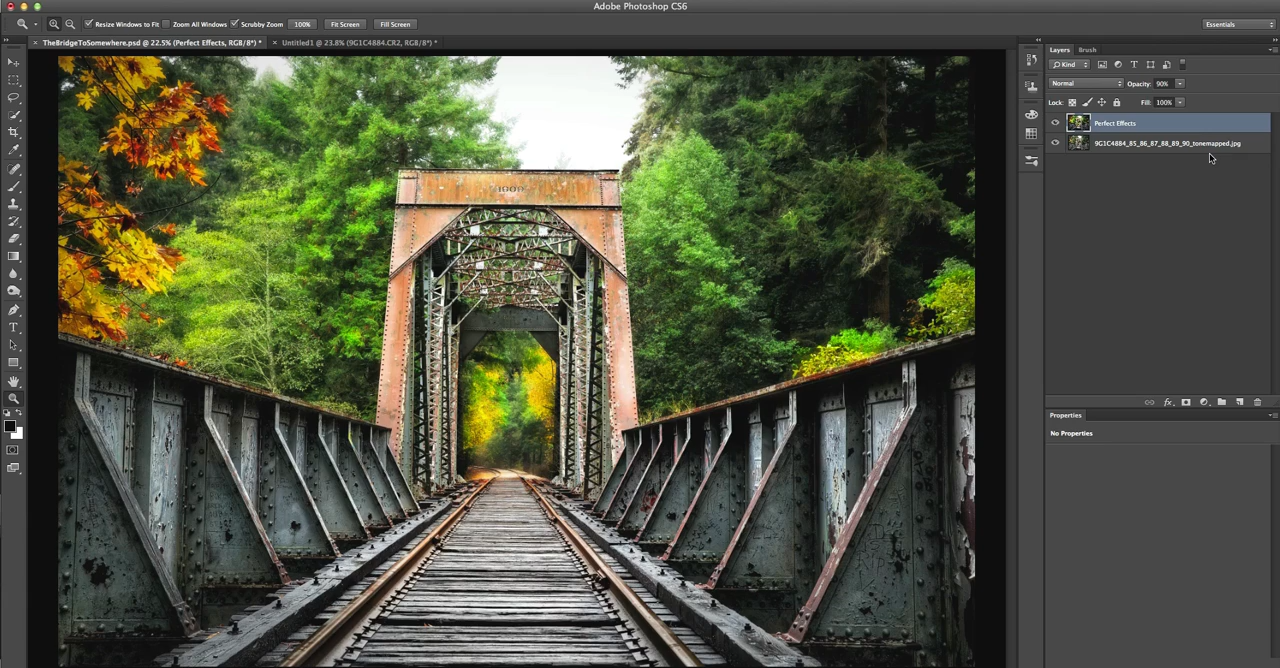 Adobe Photoshop CS6
Resize Windows to Fit Zoom All Windows Scrubby Zoom 100% Fit Screen Fill Screen Essentials
× TheBridgeToSomewhere.psd @ 22.5% (Perfect Effects, RGB/8*) * × Untitled1 @ 23.8% (9G1C4884.CR2, RGB/8*) *
Layers Brush
Kind
Normal Opacity: 90%
Lock: Fill: 100%
Perfect Effects
9G1C4884_85_86_87_88_89_90_tonemapped.jpg
fx
Properties
No Properties